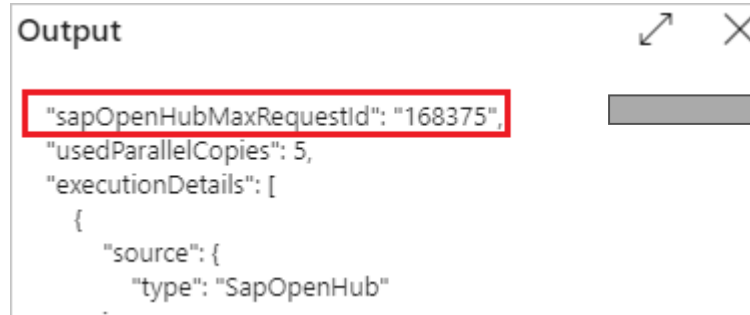 Output
"sapOpenHubMaxRequestId": "168375",
"usedParallelCopies": 5,
"executionDetails": [
{
"source": {
"type": "SapOpenHub"